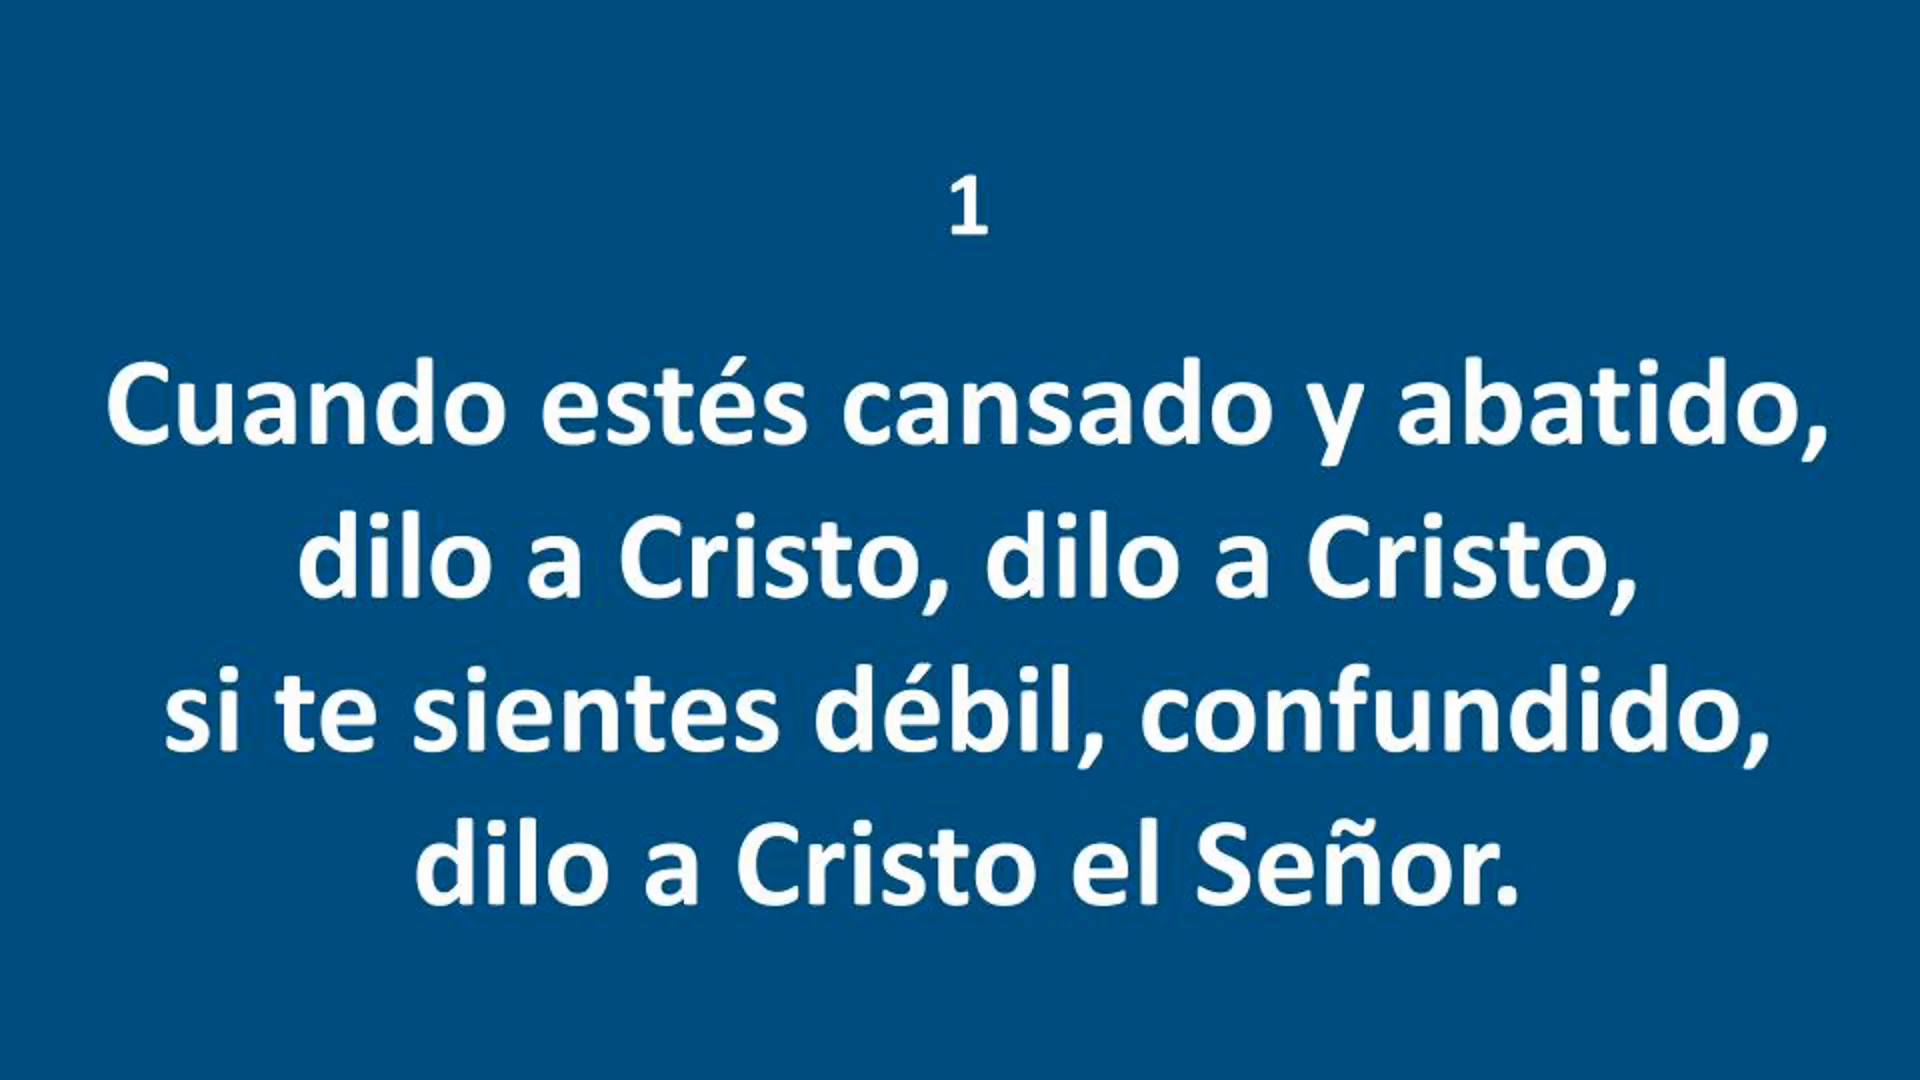 1
Cuando estés cansado y abatido,
dilo a Cristo, dilo a Cristo,
si te sientes débil, confundido,
dilo a Cristo el Señor.